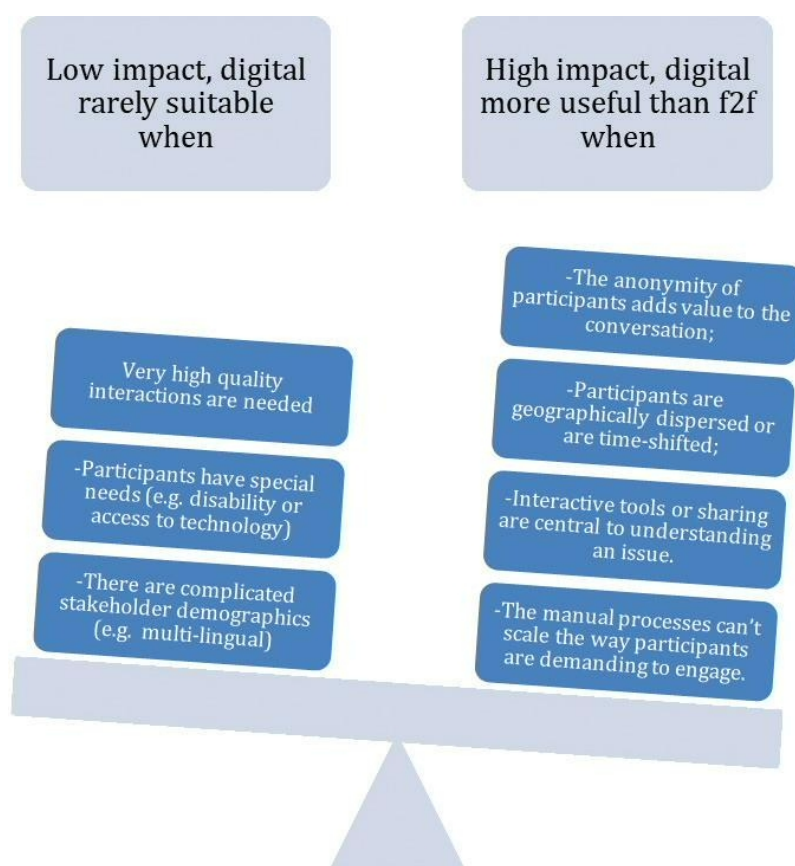 Low impact, digital
rarely suitable
when
High impact, digital
more useful than f2f
when
Very high quality
interactions are needed
-Participants have special
needs (e.g. disability or
access to technology)
-There are complicated
stakeholder demographics
(e.g. multi-lingual)
-The anonymity of
participants adds value to the
conversation;
-Participants are
geographically dispersed or
are time-shifted;
-Interactive tools or sharing
are central to understanding
an issue.
-The manual processes can’t
scale the way participants
are demanding to engage.